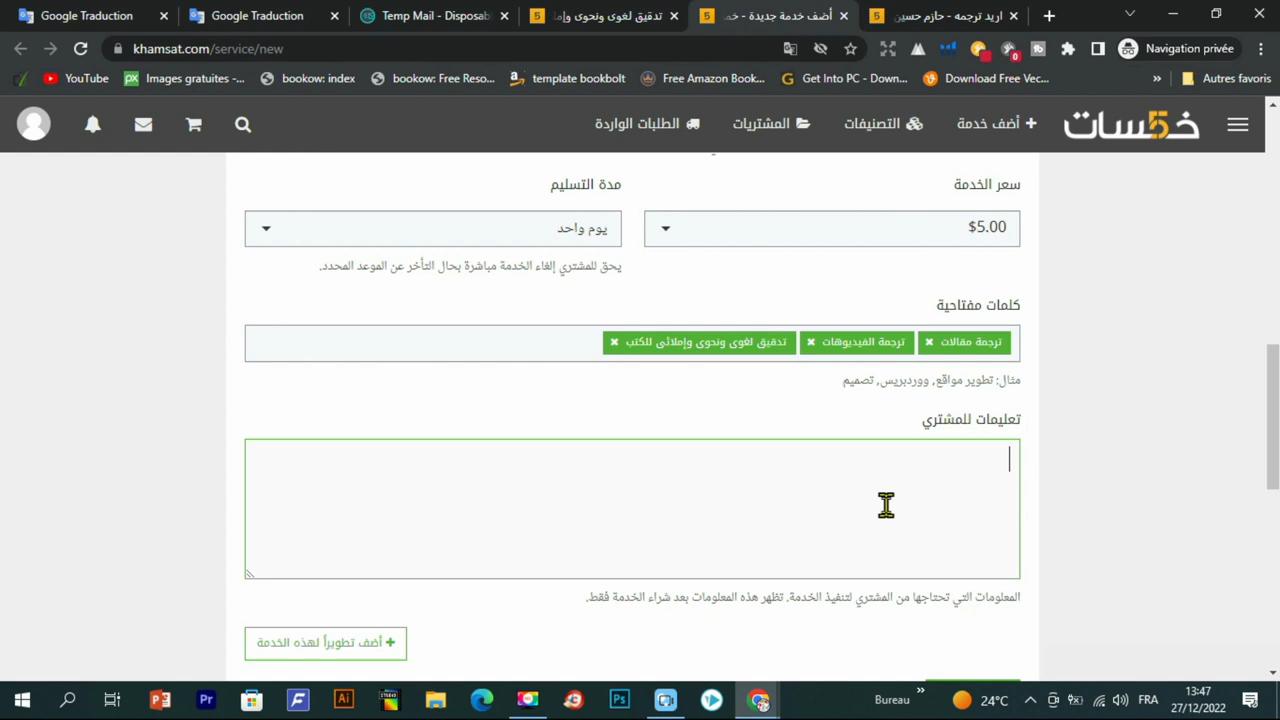 Google Traduction
Google Traduction
Temp Mail - Disposab
تدقيق لغوى ونحوى وإملا
أضف خدمة جديدة - خم
اريد ترجمه - حازم حسين
khamsat.com/service/new
Navigation privée
YouTube
Images gratuites -...
bookow: index
bookow: Free Reso...
template bookbolt
Free Amazon Book...
Get Into PC - Down...
Download Free Vec...
»
Autres favoris
خمسات
أضف خدمة
التصنيفات
المشتريات
الطلبات الواردة
سعر الخدمة
مدة التسليم
$5.00
يوم واحد
يحق للمشتري إلغاء الخدمة مباشرة بحال التأخر عن الموعد المحدد.
كلمات مفتاحية
ترجمة مقالات
ترجمة الفيديوهات
تدقيق لغوى ونحوى وإملائى للكتب
مثال: تطوير مواقع, ووردبريس, تصميم
تعليمات للمشتري
المعلومات التي تحتاجها من المشتري لتنفيذ الخدمة. تظهر هذه المعلومات بعد شراء الخدمة فقط.
+ أضف تطويراً لهذه الخدمة
Bureau
»
24°C
FRA
13:47
27/12/2022